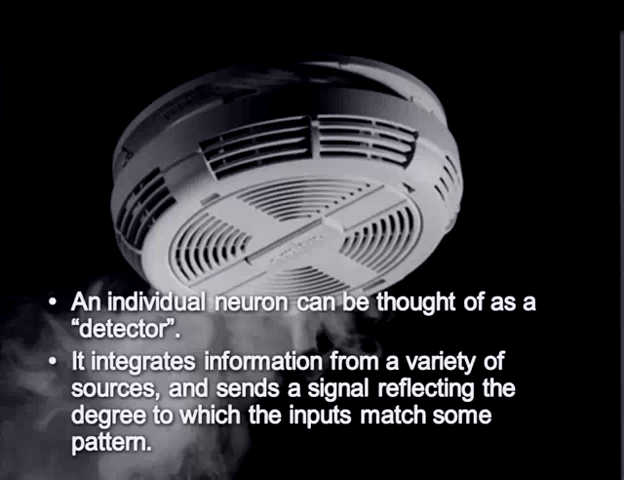 • An individual neuron can be thought of as a
“detector”.
• It integrates information from a variety of
sources, and sends a signal reflecting the
degree to which the inputs match some
pattern.